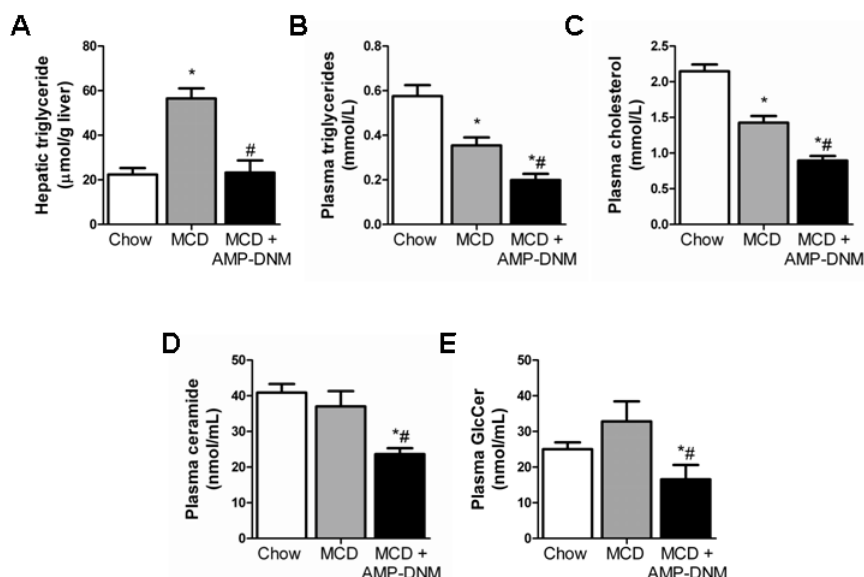 A
Hepatic triglyceride
(μmol/g liver)
80
60
40
20
0
*
#
Chow
MCD
MCD +
AMP-DNM
B
Plasma triglycerides
(mmol/L)
0.8
0.6
0.4
0.2
0.0
*
*#
Chow
MCD
MCD +
AMP-DNM
C
Plasma cholesterol
(mmol/L)
2.5
2.0
1.5
1.0
0.5
0.0
*
*#
Chow
MCD
MCD +
AMP-DNM
D
Plasma ceramide
(nmol/mL)
50
40
30
20
10
0
*#
Chow
MCD
MCD +
AMP-DNM
E
Plasma GlcCer
(nmol/mL)
50
40
30
20
10
0
*#
Chow
MCD
MCD +
AMP-DNM